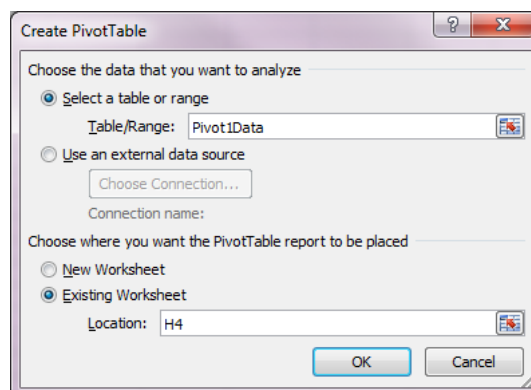 Create PivotTable
?
Choose the data that you want to analyze
Select a table or range
Table/Range: Pivot1Data
Use an external data source
Choose Connection...
Connection name:
Choose where you want the PivotTable report to be placed
New Worksheet
Existing Worksheet
Location: H4
OK Cancel